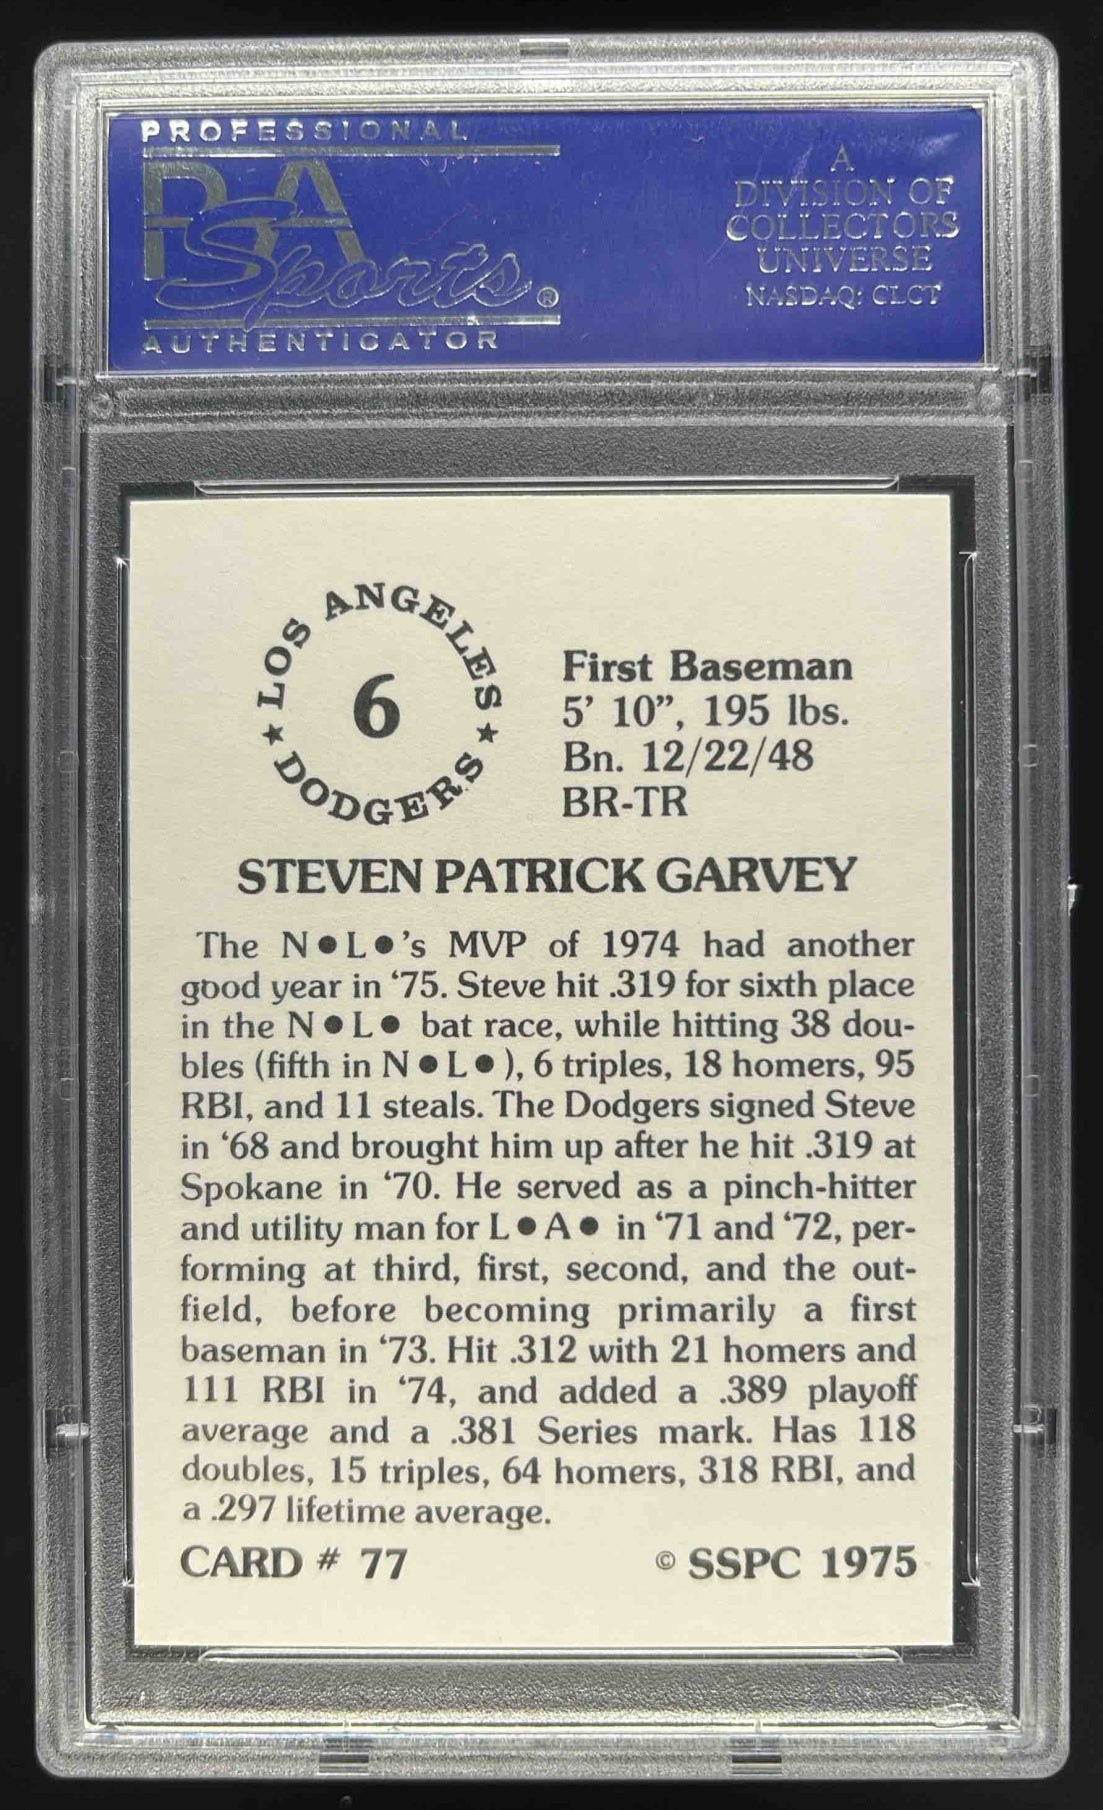 PROFESSIONAL
PSA
Sports®
AUTHENTICATOR
A
DIVISION OF
COLLECTORS
UNIVERSE
NASDAQ: CLCT
★ LOS ANGELES ★
DODGERS
6
First Baseman
5’ 10”, 195 lbs.
Bn. 12/22/48
BR-TR
STEVEN PATRICK GARVEY
The N●L●’s MVP of 1974 had another
good year in ‘75. Steve hit .319 for sixth place
in the N●L● bat race, while hitting 38 dou-
bles (fifth in N●L●), 6 triples, 18 homers, 95
RBI, and 11 steals. The Dodgers signed Steve
in ‘68 and brought him up after he hit .319 at
Spokane in ‘70. He served as a pinch-hitter
and utility man for L●A● in ‘71 and ‘72, per-
forming at third, first, second, and the out-
field, before becoming primarily a first
baseman in ‘73. Hit .312 with 21 homers and
111 RBI in ‘74, and added a .389 playoff
average and a .381 Series mark. Has 118
doubles, 15 triples, 64 homers, 318 RBI, and
a .297 lifetime average.
CARD # 77
© SSPC 1975